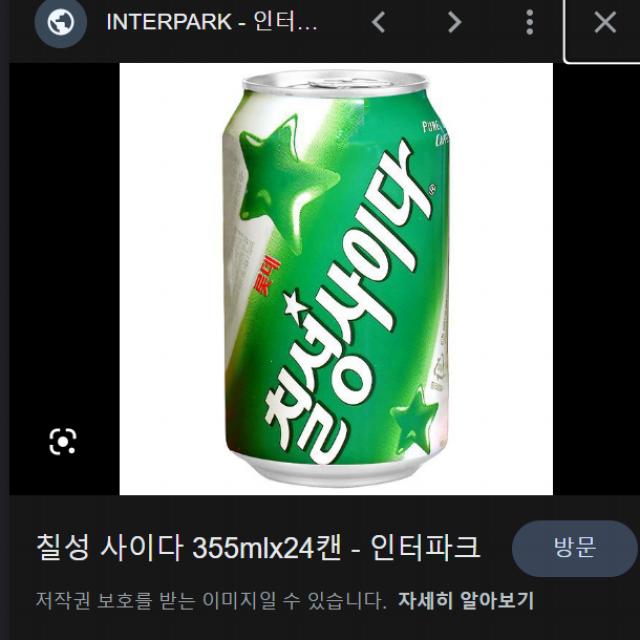 INTERPARK - 인터...
롯데
칠성사이다
칠성 사이다 355mlx24캔 - 인터파크
방문
저작권 보호를 받는 이미지일 수 있습니다. 자세히 알아보기